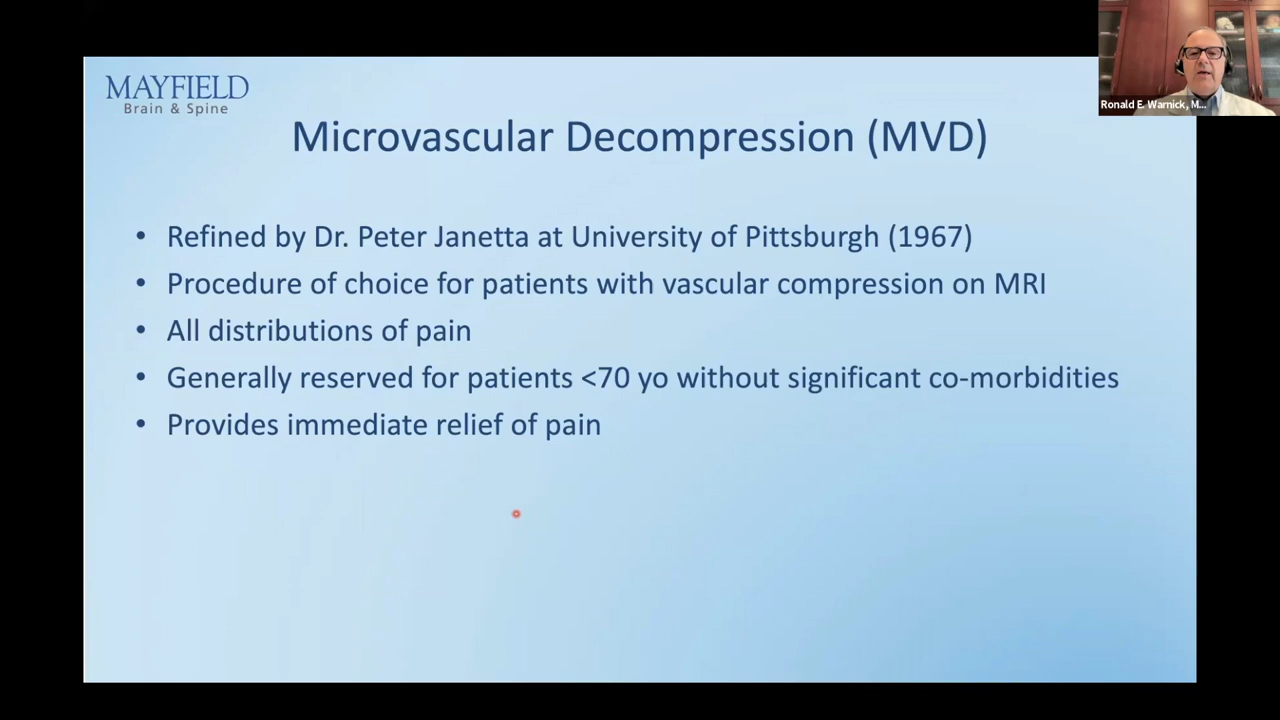 MAYFIELD
Brain & Spine
Ronald E. Warnick, M...
Microvascular Decompression (MVD)
• Refined by Dr. Peter Janetta at University of Pittsburgh (1967)
• Procedure of choice for patients with vascular compression on MRI
• All distributions of pain
• Generally reserved for patients <70 yo without significant co-morbidities
• Provides immediate relief of pain